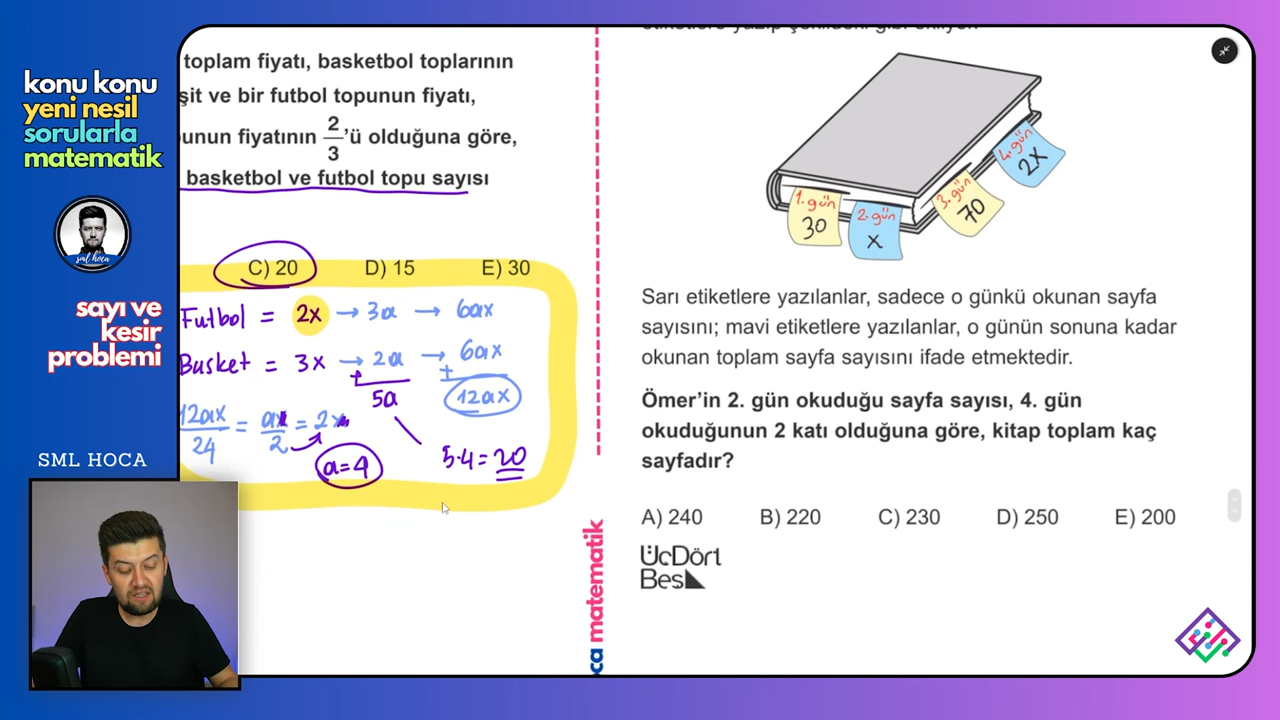 konu konu
yeni nesil
sorularla
matematik
SML HOCA
sayı ve
kesir
problemi
SML HOCA
toplam fiyatı, basketbol toplarının
şit ve bir futbol topunun fiyatı,
unun fiyatının 2/3'ü olduğuna göre,
basketbol ve futbol topu sayısı
C) 20 D) 15 E) 30
Futbol = 2x → 3a → 6ax
Basket = 3x → 2a → 6ax
+ 5a + 12ax
12ax/24 = ax/2 = 2x
a=4 5.4=20
ca matematik
1. gün 30
2. gün x
3. gün 70
4. gün 2x
Sarı etiketlere yazılanlar, sadece o günkü okunan sayfa
sayısını; mavi etiketlere yazılanlar, o günün sonuna kadar
okunan toplam sayfa sayısını ifade etmektedir.
Ömer'in 2. gün okuduğu sayfa sayısı, 4. gün
okuduğunun 2 katı olduğuna göre, kitap toplam kaç
sayfadır?
A) 240 B) 220 C) 230 D) 250 E) 200
ÜçDört
Beş